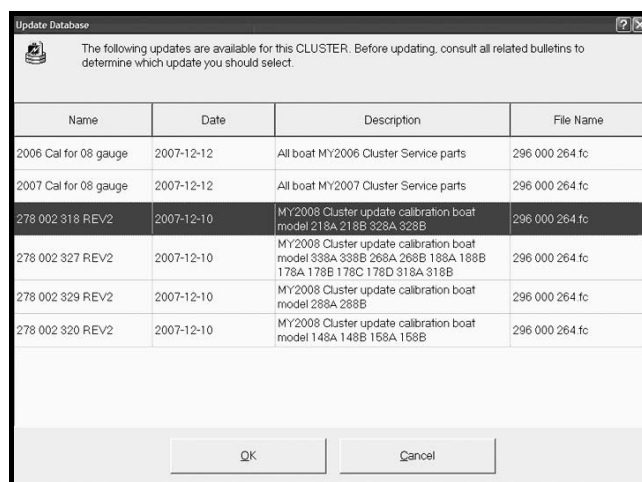 Update Database
The following updates are available for this CLUSTER. Before updating, consult all related bulletins to
determine which update you should select.
Name Date Description File Name
2006 Cal for 08 gauge 2007-12-12 All boat MY2006 Cluster Service parts 296 000 264.fc
2007 Cal for 08 gauge 2007-12-12 All boat MY2007 Cluster Service parts 296 000 264.fc
278 002 318 REV2 2007-12-10 MY2008 Cluster update calibration boat
model 218A 218B 328A 328B 296 000 264.fc
278 002 327 REV2 2007-12-10 MY2008 Cluster update calibration boat
model 338A 338B 268A 268B 188A 188B
178A 178B 178C 178D 318A 318B 296 000 264.fc
278 002 329 REV2 2007-12-10 MY2008 Cluster update calibration boat
model 288A 288B 296 000 264.fc
278 002 320 REV2 2007-12-10 MY2008 Cluster update calibration boat
model 148A 148B 158A 158B 296 000 264.fc
OK Cancel